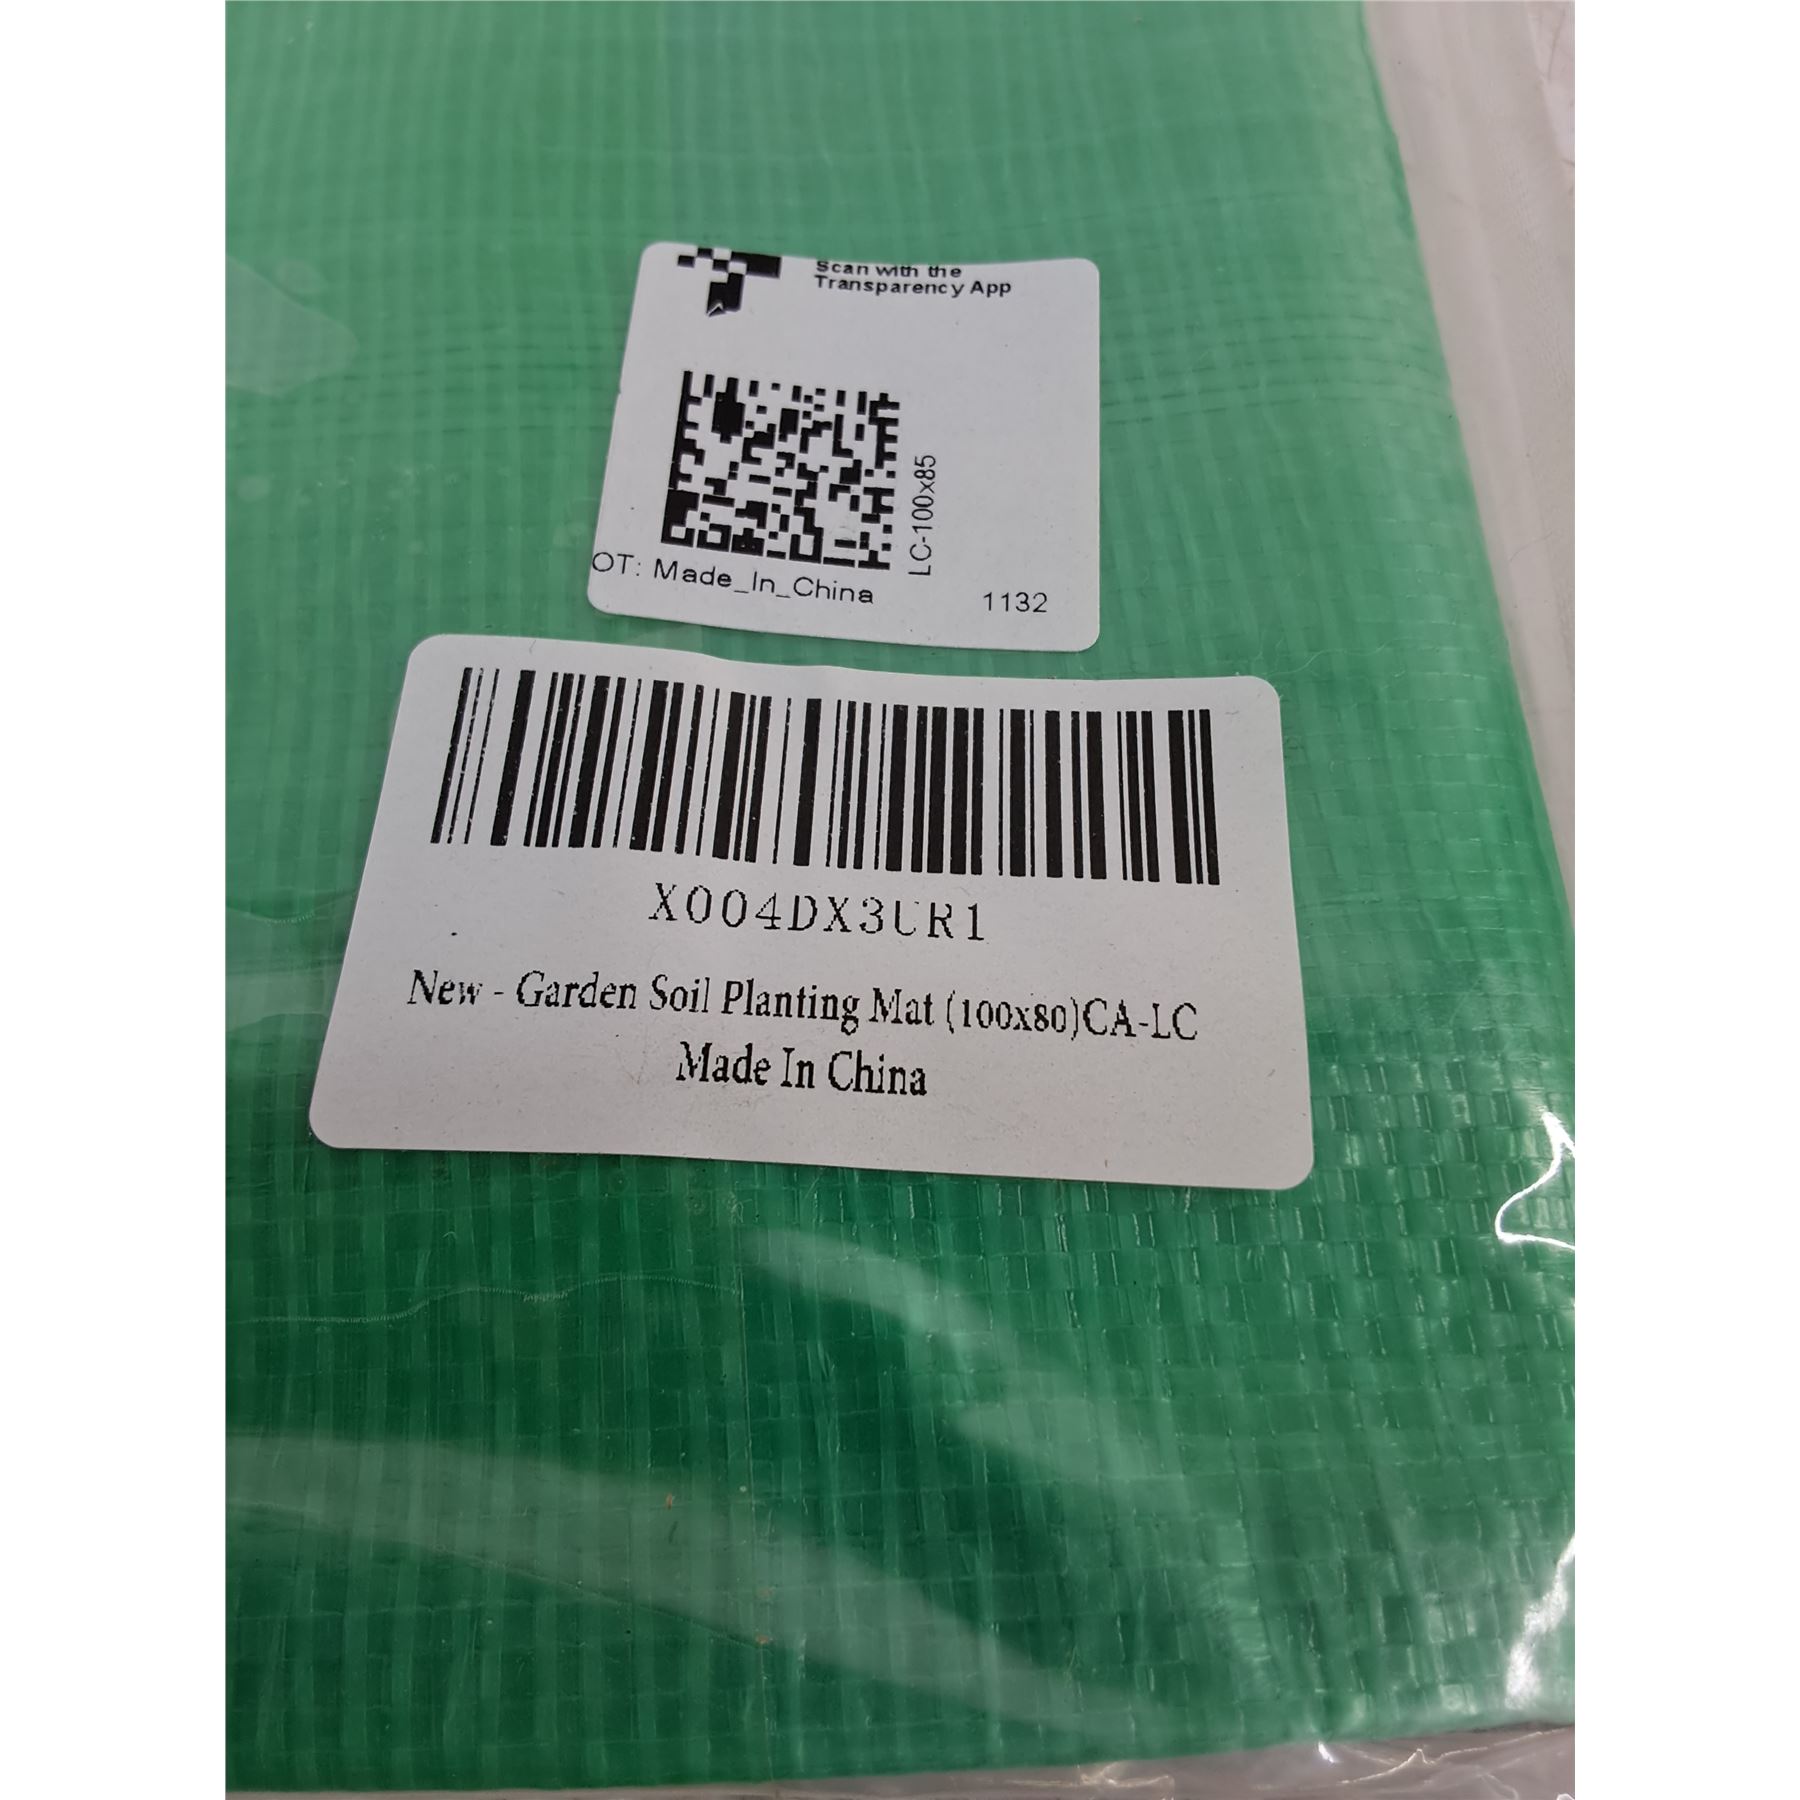 Scan with the
Transparency App
LC-100x85
OT: Made_In_China
1132
X004DX3UR1
New - Garden Soil Planting Mat (100x80)CA-LC
Made In China